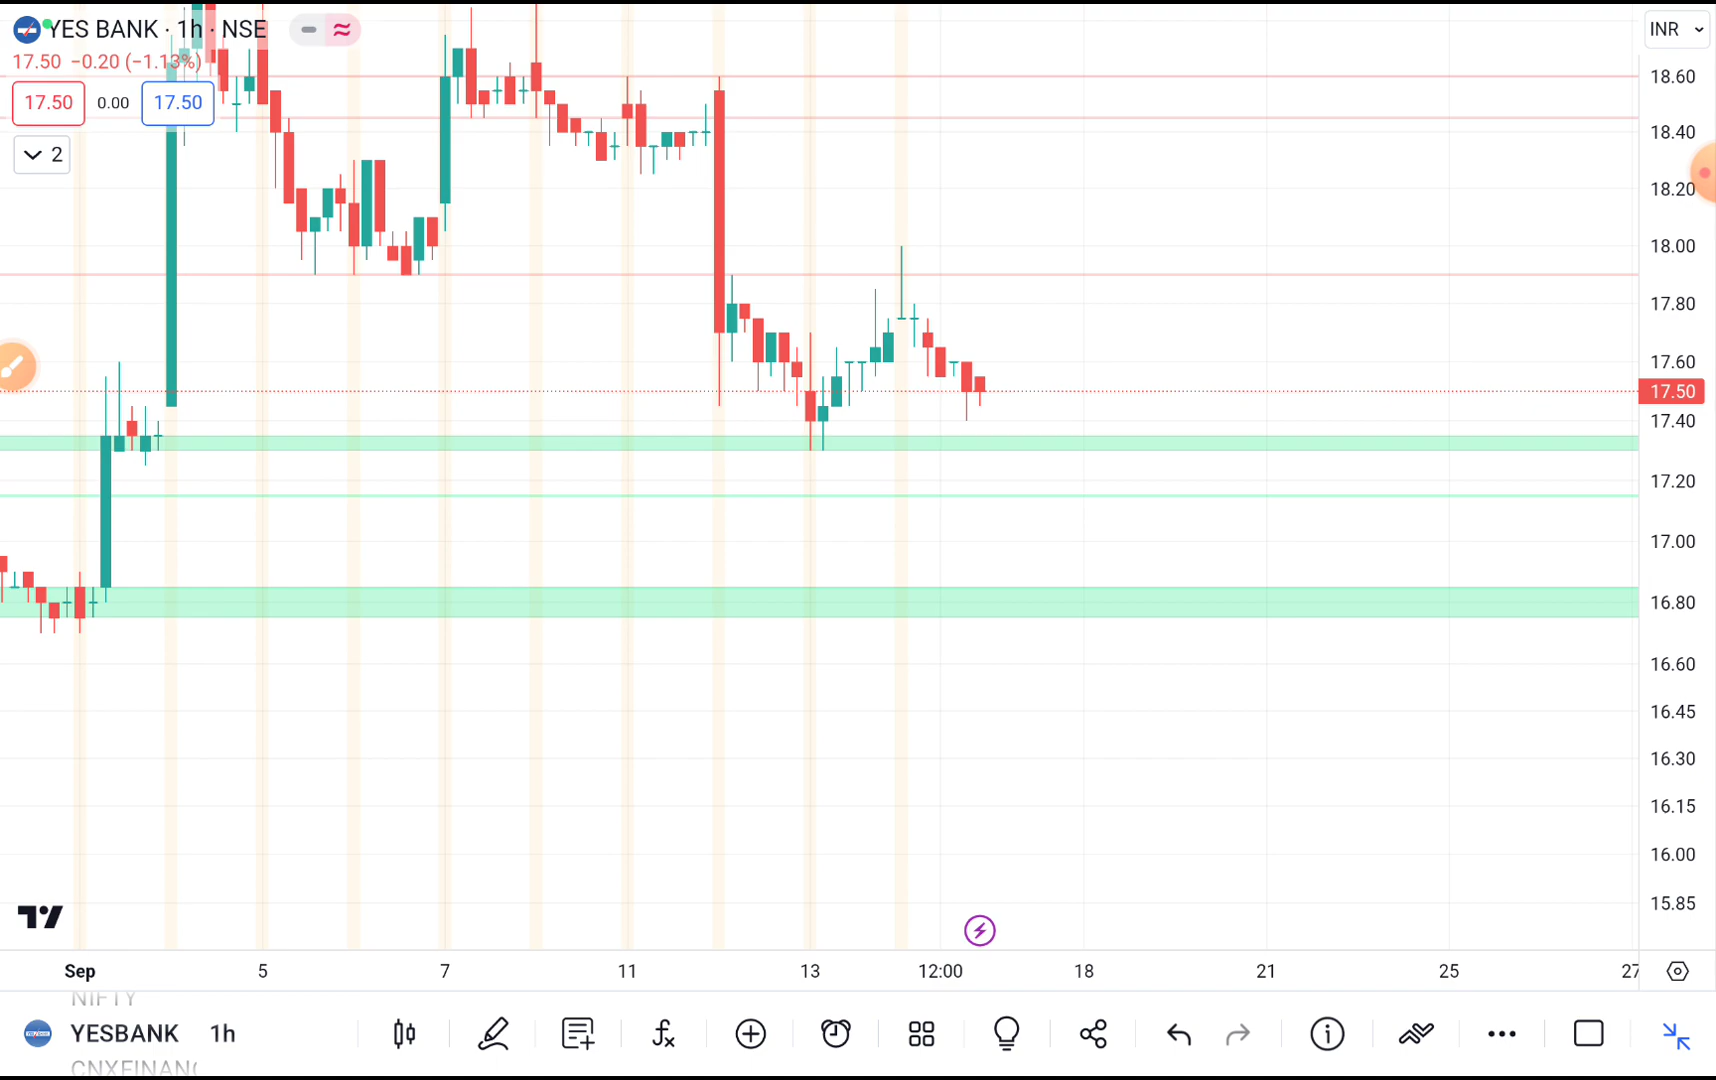 YES BANK · 1h · NSE
INR
17.50 −0.20 (−1.13%)
17.50 0.00 17.50
2
18.60
18.40
18.20
18.00
17.80
17.60
17.50
17.40
17.20
17.00
16.80
16.60
16.45
16.30
16.15
16.00
15.85
Sep 5 7 11 13 12:00 18 21 25 27
NIFTY
YESBANK 1h